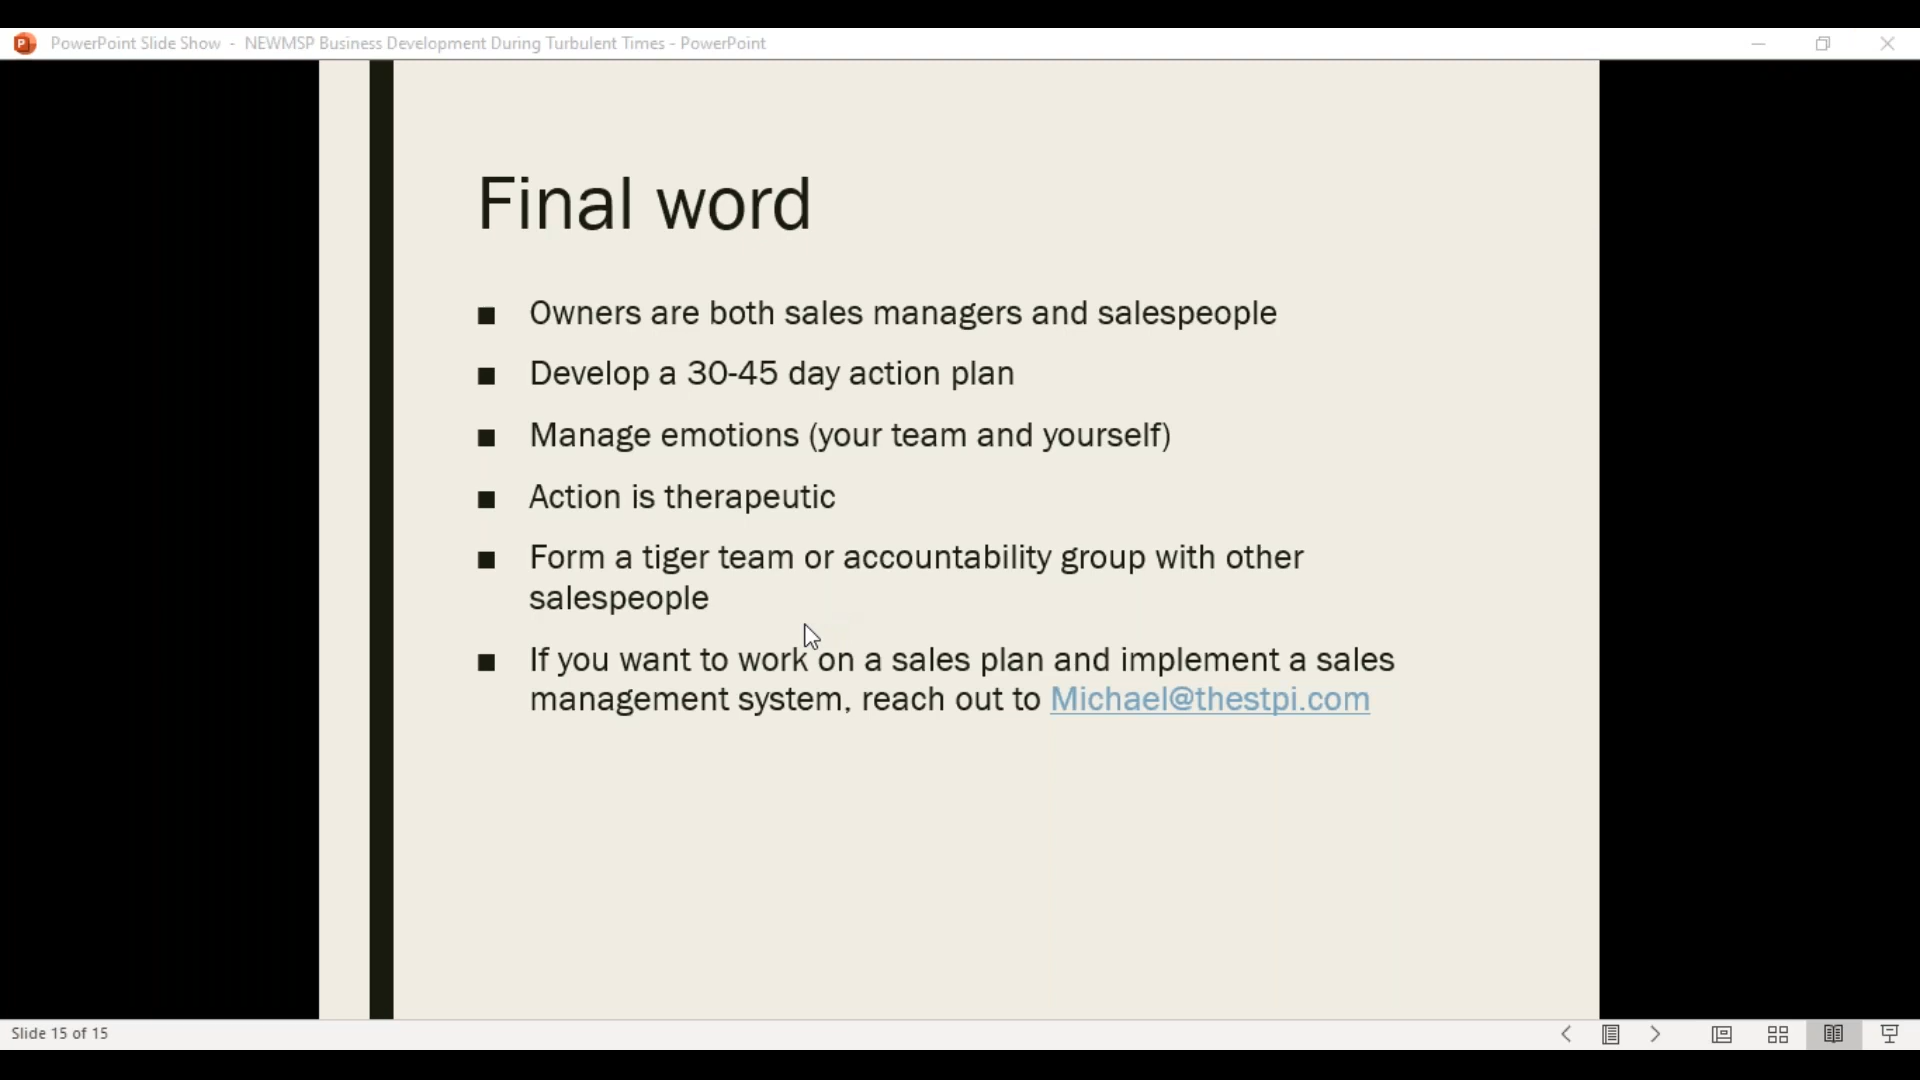 PowerPoint Slide Show - NEWMSP Business Development During Turbulent Times - PowerPoint
Final word
■ Owners are both sales managers and salespeople
■ Develop a 30-45 day action plan
■ Manage emotions (your team and yourself)
■ Action is therapeutic
■ Form a tiger team or accountability group with other
salespeople
■ If you want to work on a sales plan and implement a sales
management system, reach out to Michael@thestpi.com
Slide 15 of 15